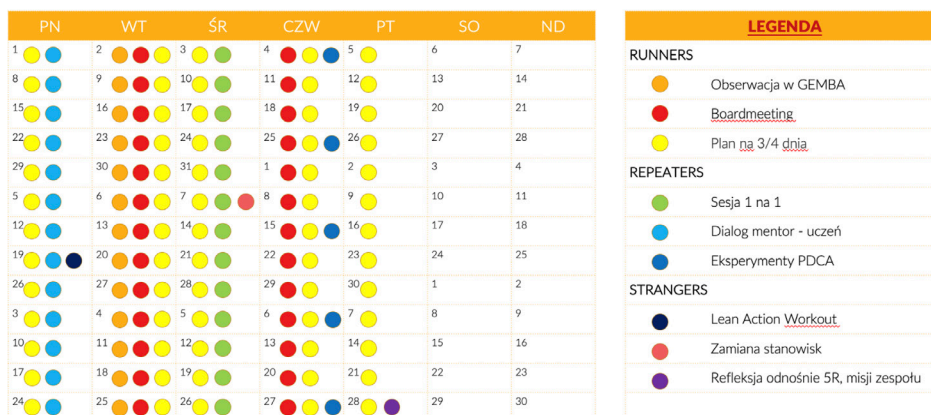 PN WT ŚR CZW PT SO ND
1 2 3 4 5 6 7
8 9 10 11 12 13 14
15 16 17 18 19 20 21
22 23 24 25 26 27 28
29 30 31 1 2 3 4
5 6 7 8 9 10 11
12 13 14 15 16 17 18
19 20 21 22 23 24 25
26 27 28 29 30 1 2
3 4 5 6 7 8 9
10 11 12 13 14 15 16
17 18 19 20 21 22 23
24 25 26 27 28 29 30
LEGENDA
RUNNERS
Obserwacja w GEMBA
Boardmeeting
Plan na 3/4 dnia
REPEATERS
Sesja 1 na 1
Dialog mentor - uczeń
Eksperymenty PDCA
STRANGERS
Lean Action Workout
Zamiana stanowisk
Refleksja odnośnie 5R, misji zespołu